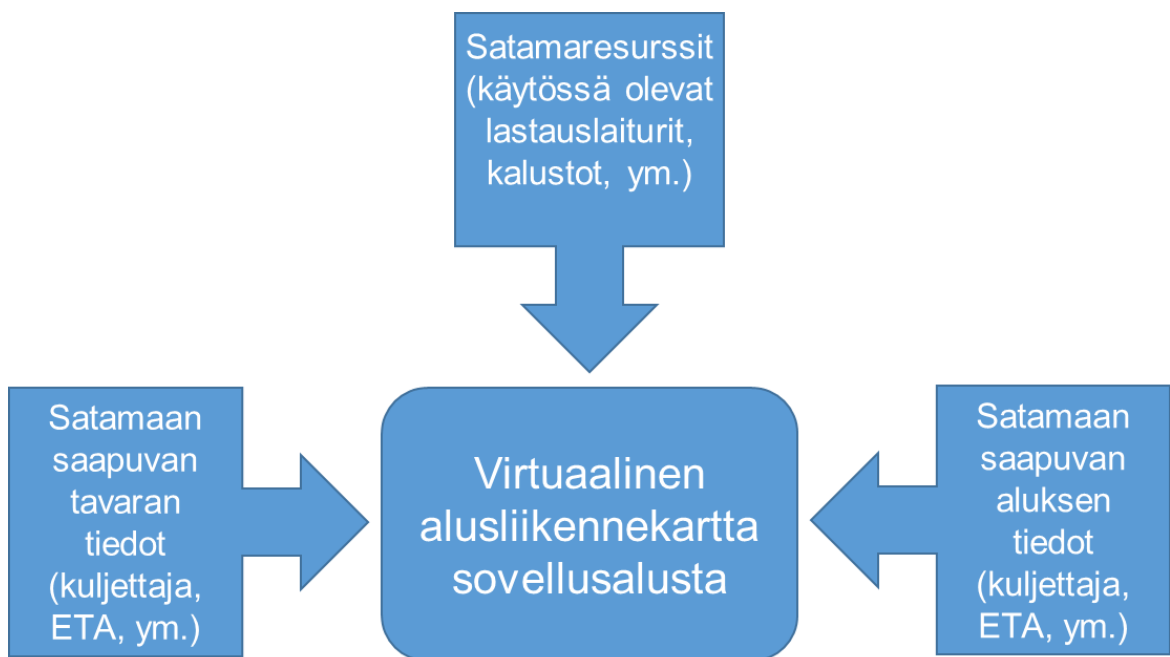 Satamaresurssit
(käytössä olevat
lastauslaiturit,
kalustot, ym.)
Satamaan
saapuvan
tavaran
tiedot
(kuljettaja,
ETA, ym.)
Virtuaalinen
alusliikennekartta
sovellusalusta
Satamaan
saapuvan
aluksen
tiedot
(kuljettaja,
ETA, ym.)